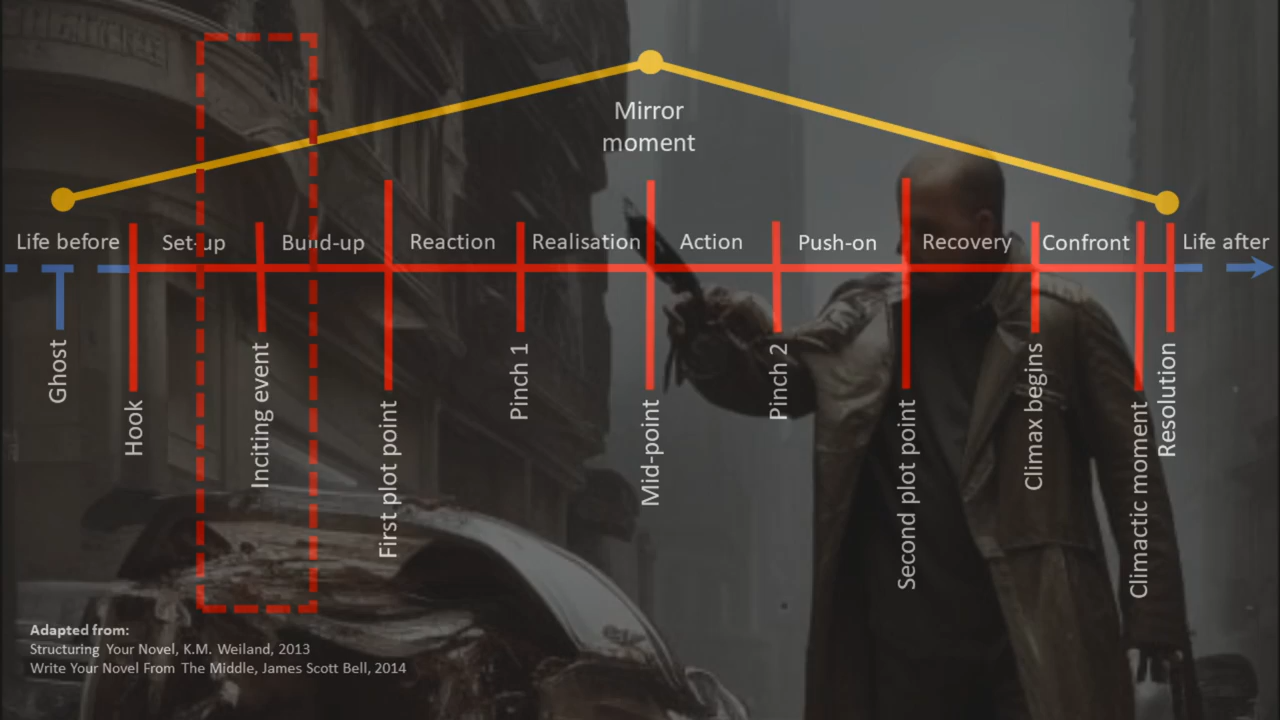 Mirror
moment
Life before
Set-up
Build-up
Reaction
Realisation
Action
Push-on
Recovery
Confront
Life after
Ghost
Hook
Inciting event
First plot point
Pinch 1
Mid-point
Pinch 2
Second plot point
Climax begins
Climactic moment
Resolution
Adapted from:
Structuring Your Novel, K.M. Weiland, 2013
Write Your Novel From The Middle, James Scott Bell, 2014